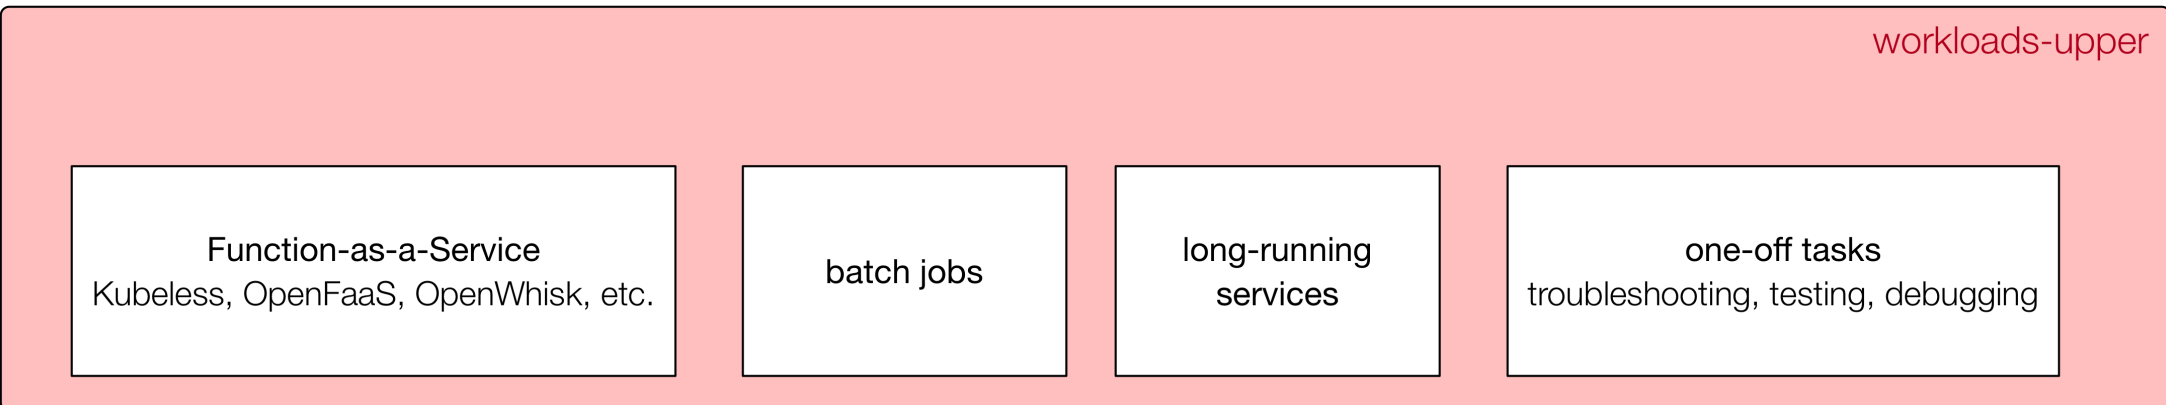 workloads-upper
Function-as-a-Service
Kubeless, OpenFaaS, OpenWhisk, etc.
batch jobs
long-running
services
one-off tasks
troubleshooting, testing, debugging